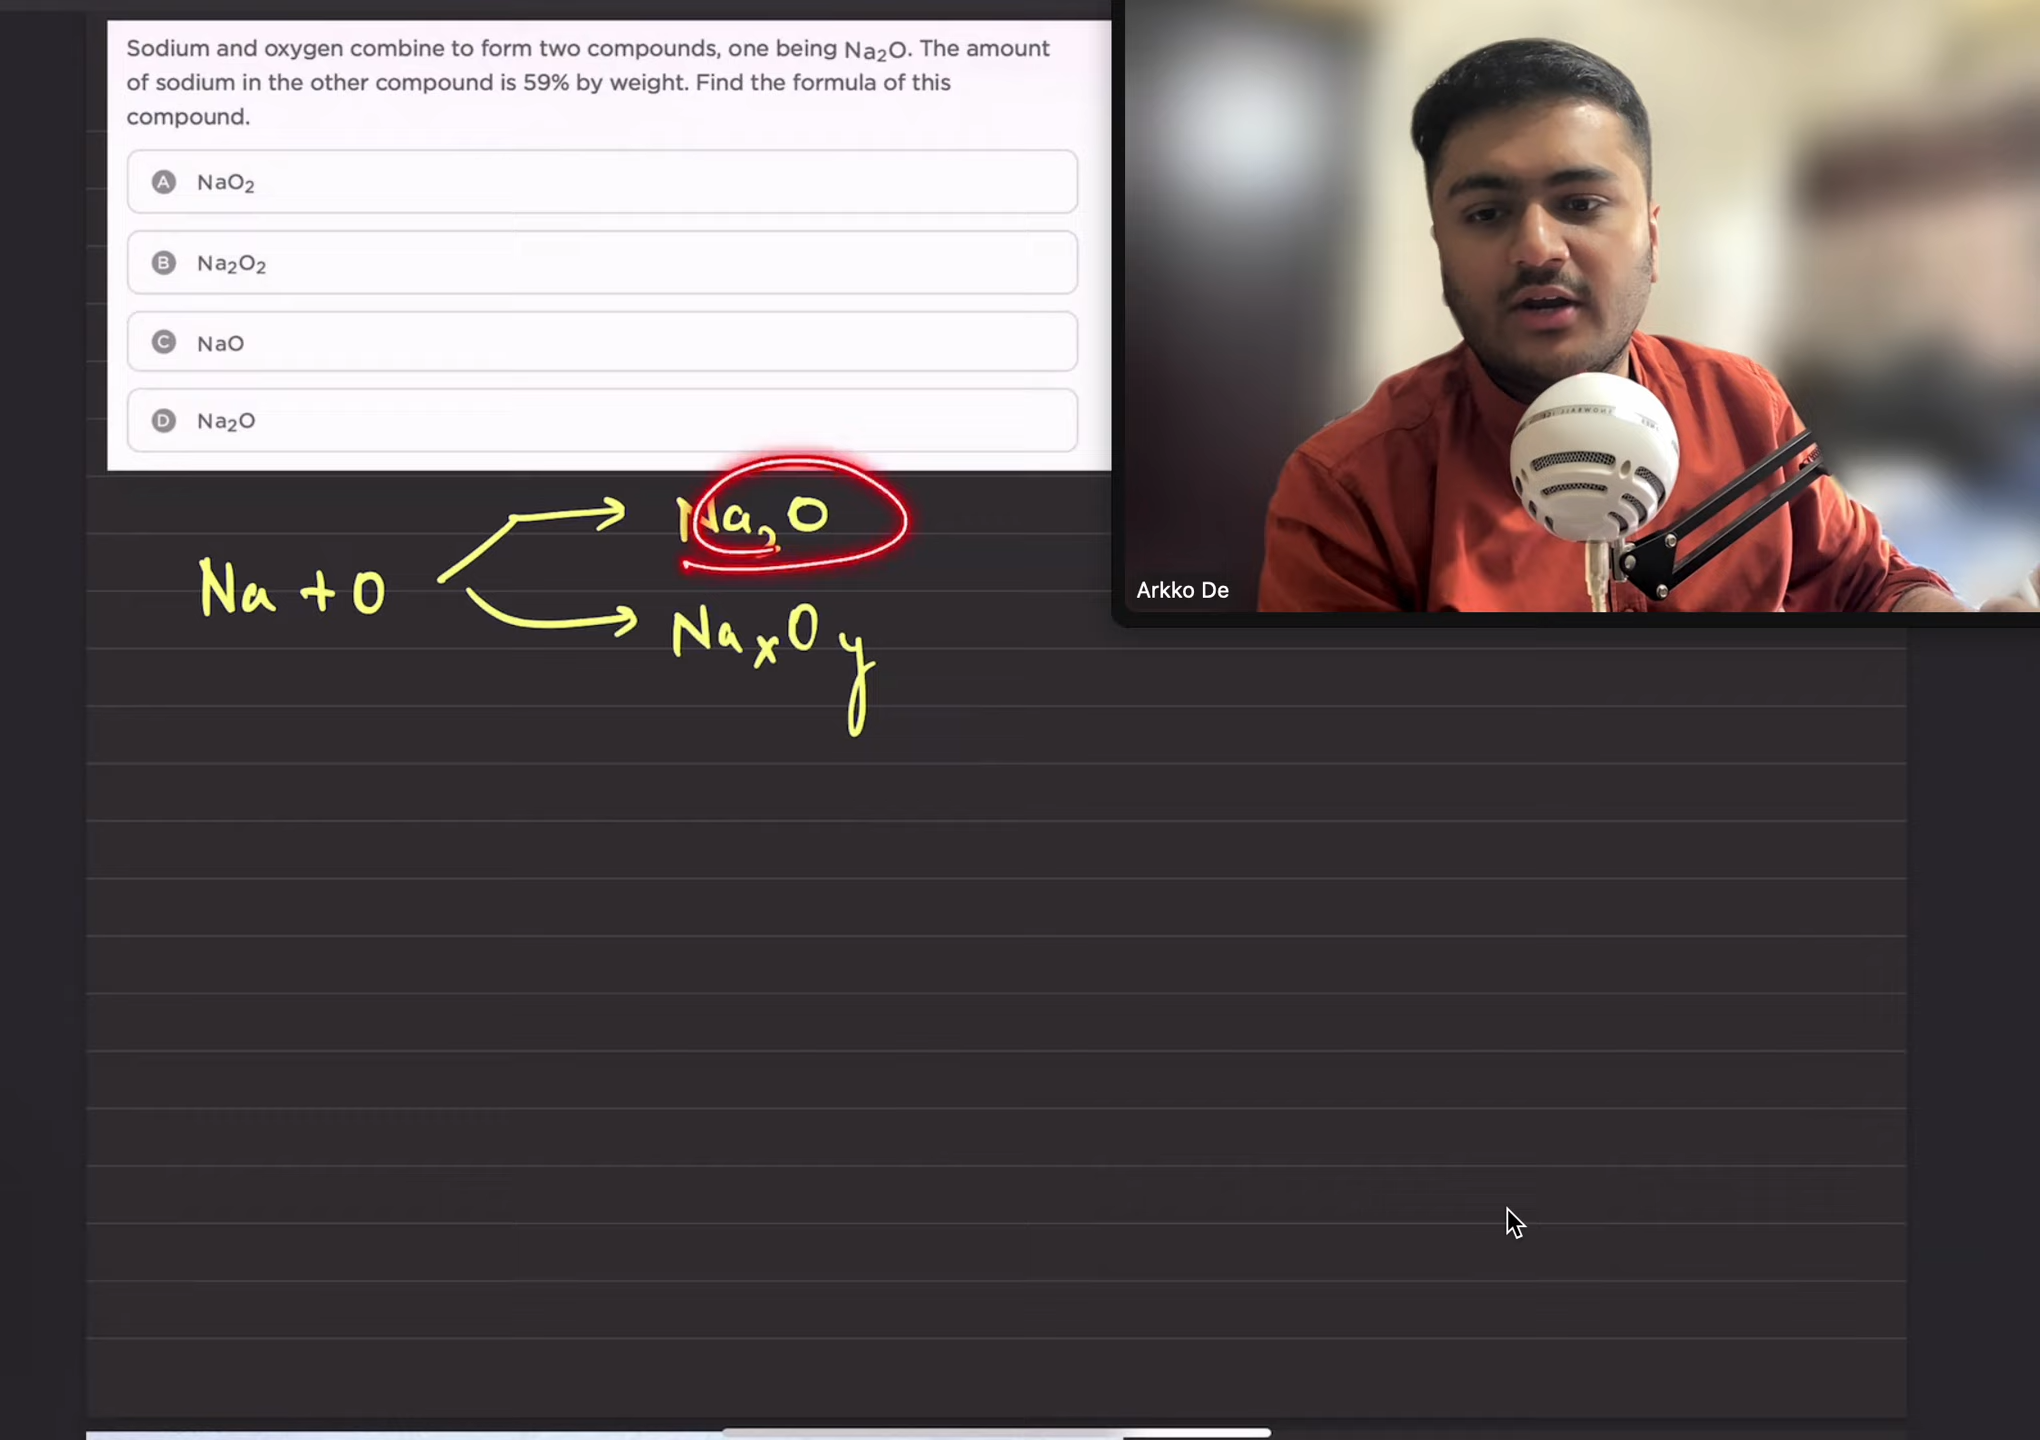 Sodium and oxygen combine to form two compounds, one being Na₂O. The amount
of sodium in the other compound is 59% by weight. Find the formula of this
compound.
A NaO₂
B Na₂O₂
C NaO
D Na₂O
Na₂O
Na + O
NaₓOy
Arkko De